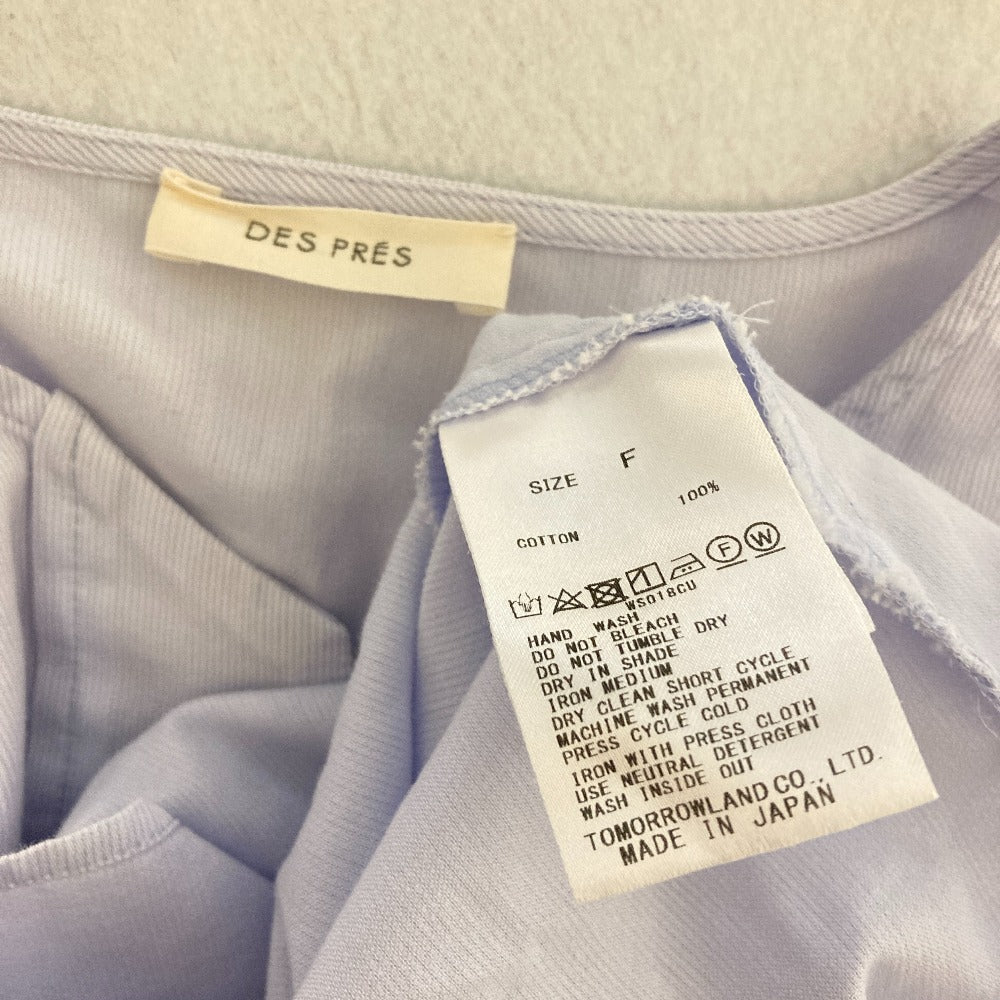 DES PRÉS
SIZE F
COTTON 100%
F W
WS018CU
HAND WASH
DO NOT BLEACH
DO NOT TUMBLE DRY
DRY IN SHADE
IRON MEDIUM
DRY CLEAN SHORT CYCLE
MACHINE WASH PERMANENT
PRESS CYCLE COLD
IRON WITH PRESS CLOTH
USE NEUTRAL DETERGENT
WASH INSIDE OUT
TOMORROWLAND CO., LTD.
MADE IN JAPAN